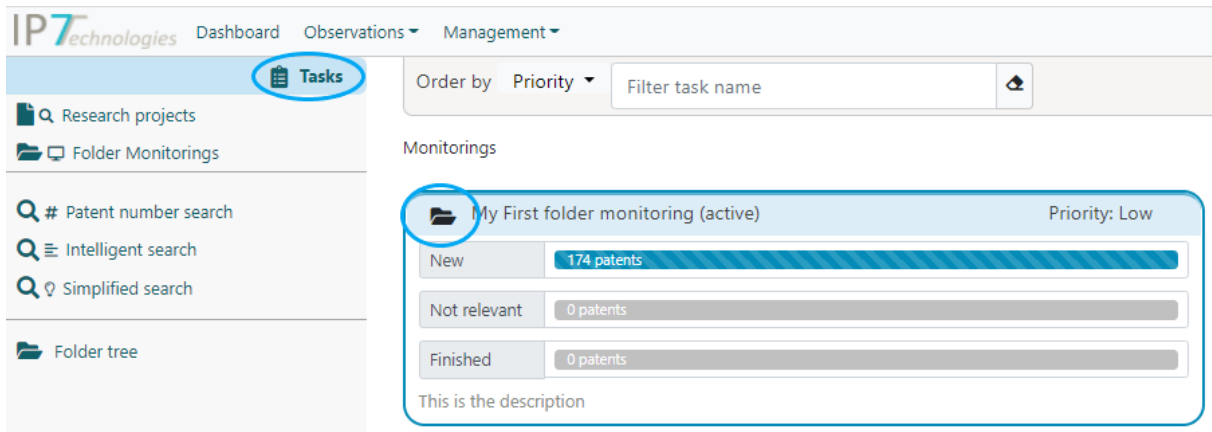 IP7Technologies Dashboard Observations Management
Tasks
Research projects
Folder Monitorings
# Patent number search
Intelligent search
Simplified search
Folder tree
Order by Priority Filter task name
Monitorings
My First folder monitoring (active) Priority: Low
New 174 patents
Not relevant 0 patents
Finished 0 patents
This is the description